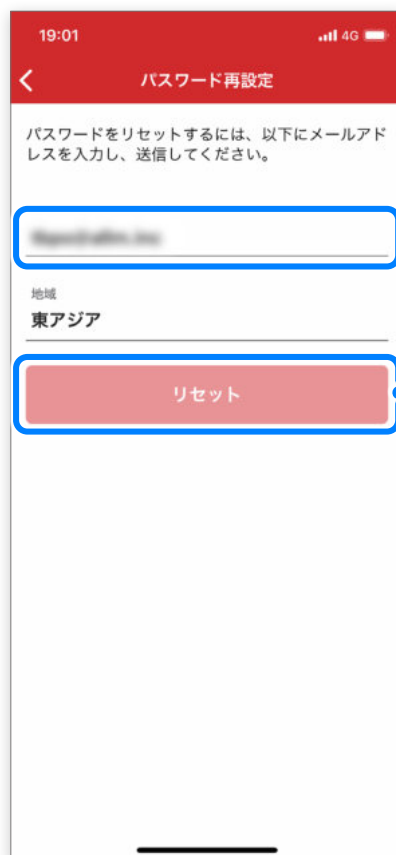 19:01
4G
パスワード再設定
パスワードをリセットするには、以下にメールアド
レスを入力し、送信してください。
地域
東アジア
リセット